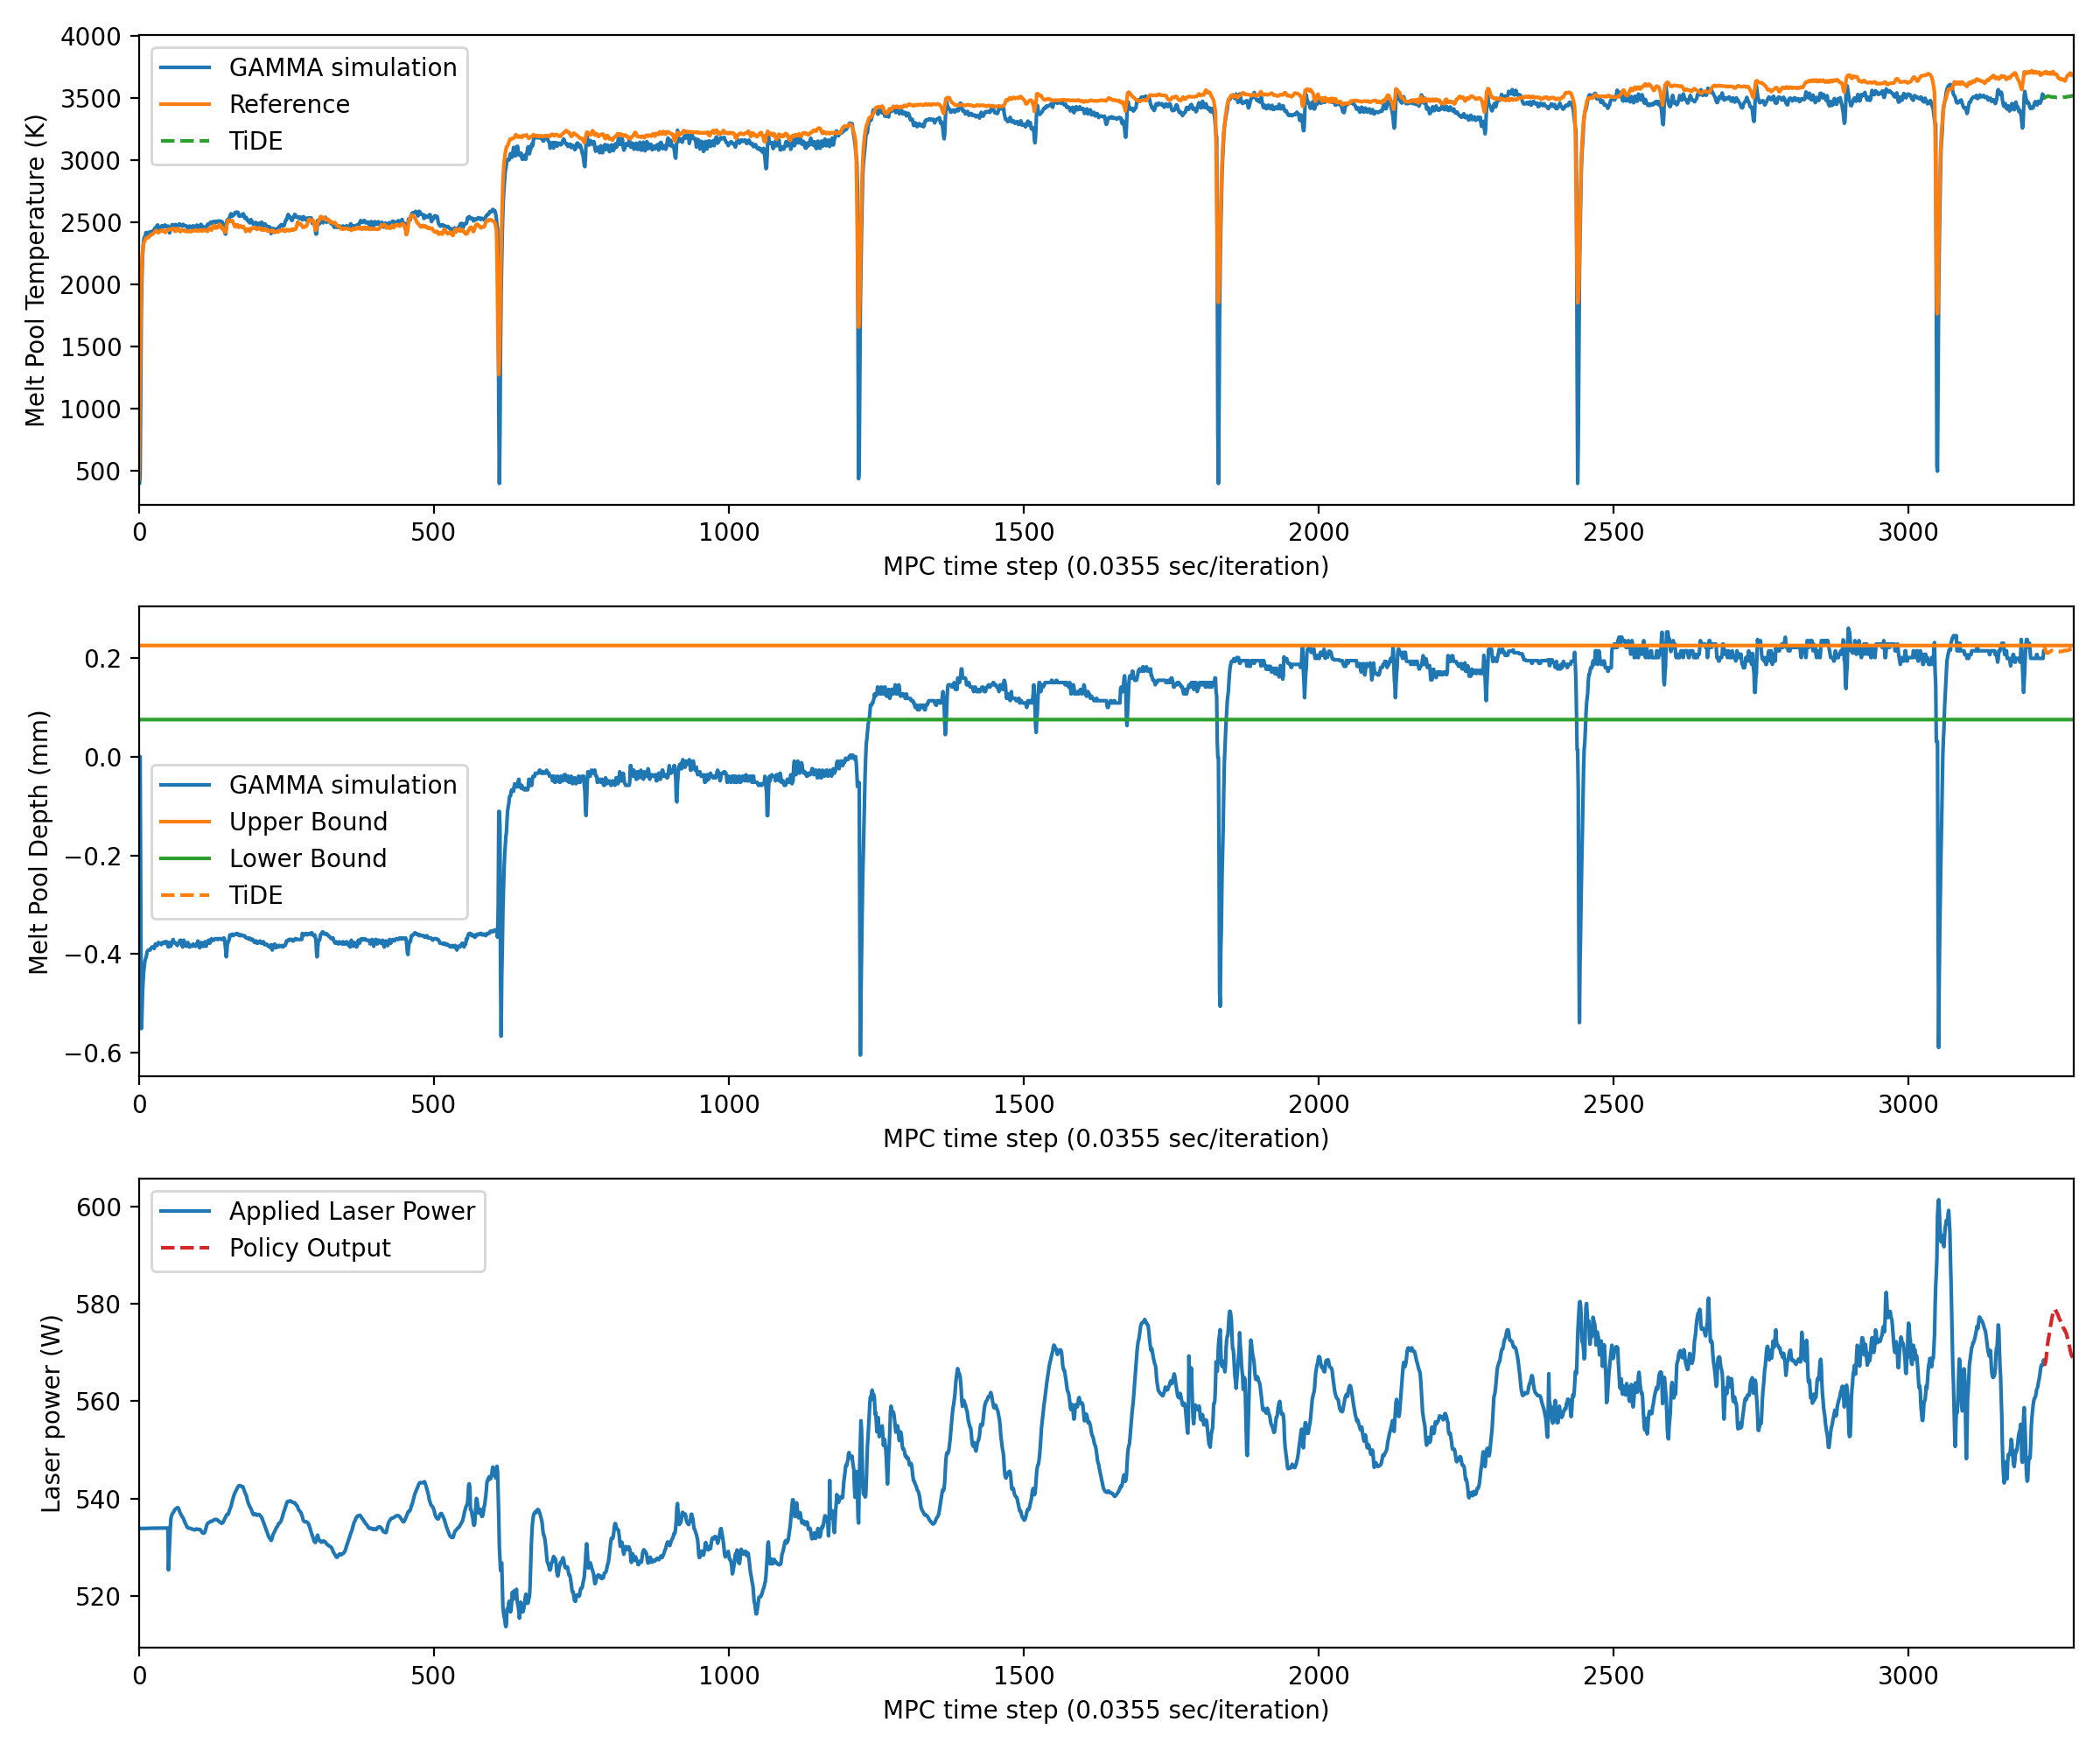 4000
3500
3000
2500
2000
1500
1000
500
Melt Pool Temperature (K)
GAMMA simulation
Reference
TiDE
0 500 1000 1500 2000 2500 3000
MPC time step (0.0355 sec/iteration)
0.2
0.0
−0.2
−0.4
−0.6
Melt Pool Depth (mm)
GAMMA simulation
Upper Bound
Lower Bound
TiDE
0 500 1000 1500 2000 2500 3000
MPC time step (0.0355 sec/iteration)
600
580
560
540
520
Laser power (W)
Applied Laser Power
Policy Output
0 500 1000 1500 2000 2500 3000
MPC time step (0.0355 sec/iteration)